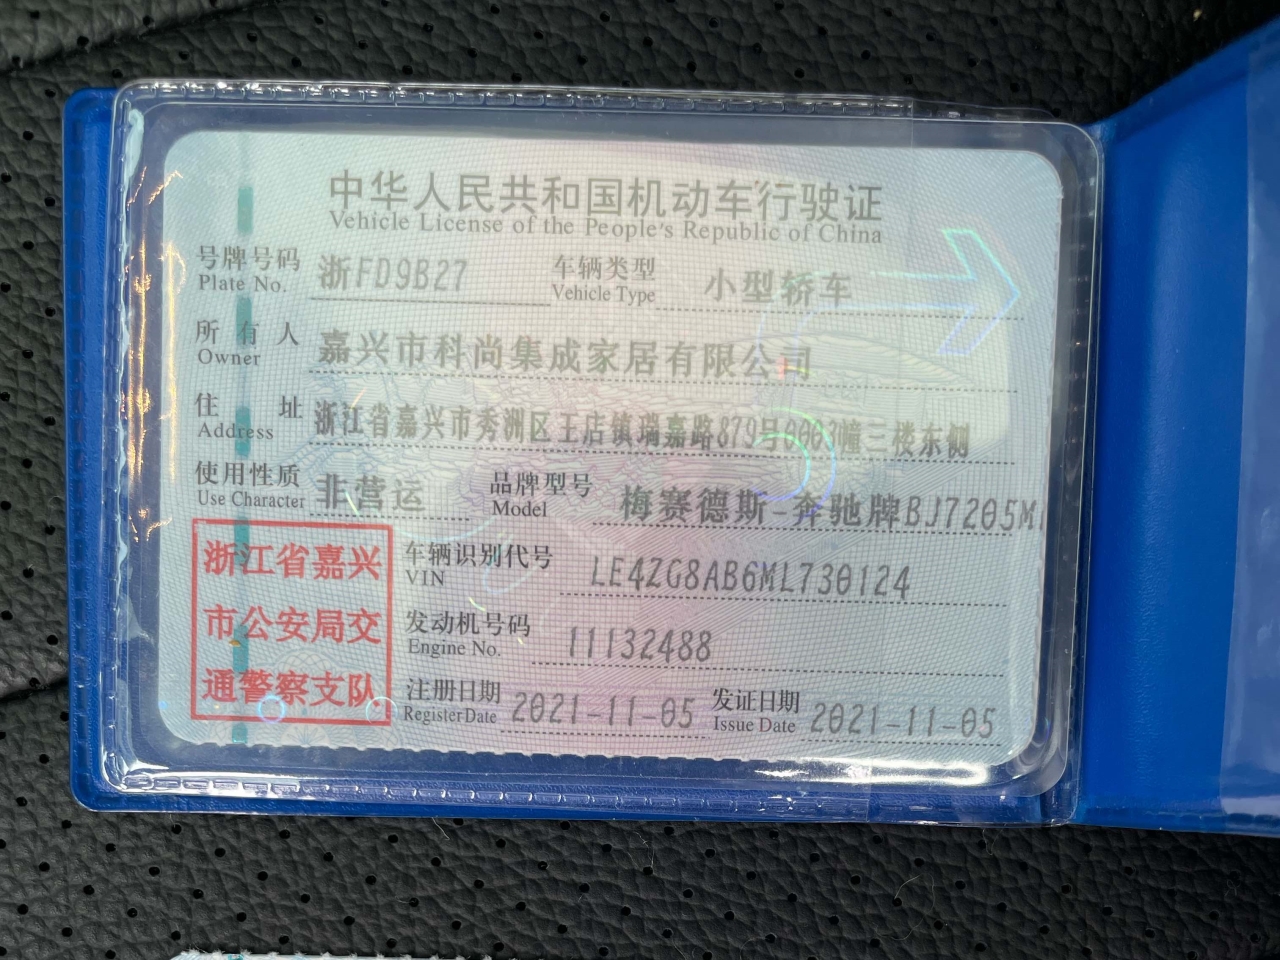 中华人民共和国机动车行驶证
Vehicle License of the People's Republic of China
号牌号码 浙FD9B27 车辆类型 小型轿车
Plate No. Vehicle Type
所有人 嘉兴市科尚集成家居有限公司
Owner
住址 浙江省嘉兴市秀洲区王店镇瑞嘉路879号0003幢三楼东侧
Address
使用性质 非营运 品牌型号 梅赛德斯-奔驰牌BJ7205M
Use Character Model
浙江省嘉兴
市公安局交
通警察支队
车辆识别代号 LE4ZG8AB6ML730124
VIN
发动机号码 11132488
Engine No.
注册日期 2021-11-05 发证日期 2021-11-05
Register Date Issue Date